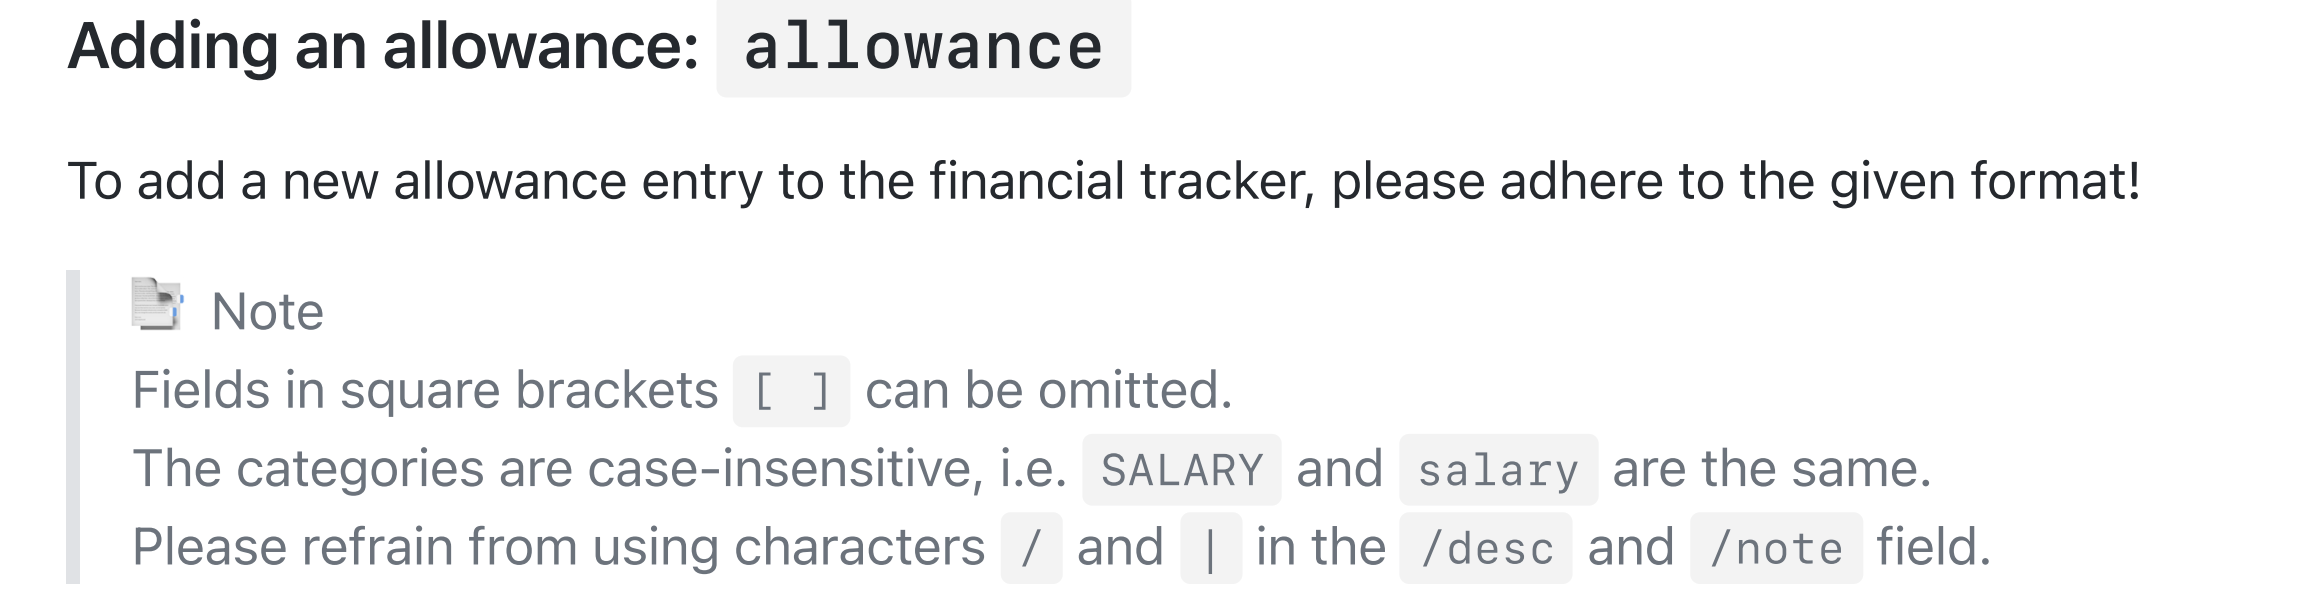 Adding an allowance: allowance
To add a new allowance entry to the financial tracker, please adhere to the given format!
Note
Fields in square brackets [ ] can be omitted.
The categories are case-insensitive, i.e. SALARY and salary are the same.
Please refrain from using characters / and | in the /desc and /note field.